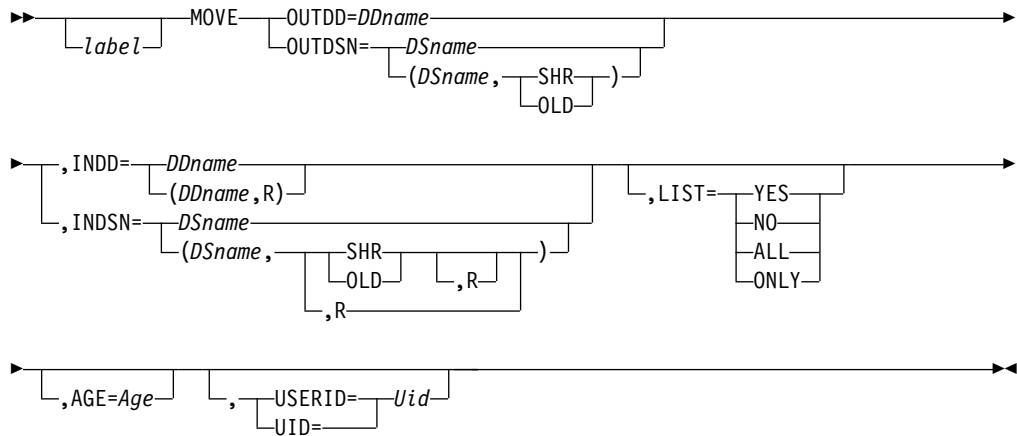 MOVE OUTDD=DDname
label OUTDSN= DSname
(DSname, SHR )
OLD
,INDD= DDname
(DDname,R) ,LIST= YES
,INDSN= DSname NO
(DSname, SHR ) ALL
OLD ,R ONLY
,R
,AGE=Age , USERID= Uid
UID=